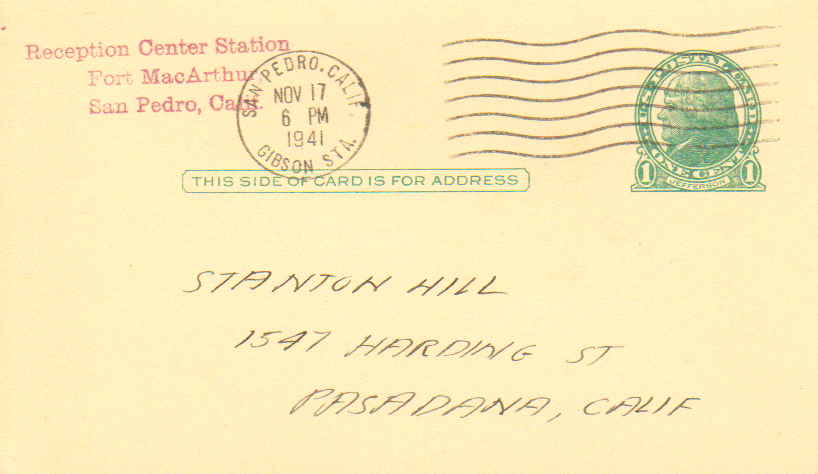 Reception Center Station
Fort MacArthur
San Pedro, Calif.
SAN PEDRO, CALIF.
NOV 17
6 PM
1941
GIBSON STA.
U.S. POSTAL CARD
ONE CENT
1 JEFFERSON 1
THIS SIDE OF CARD IS FOR ADDRESS
STANTON HILL
1547 HARDING ST
PASADANA, CALIF